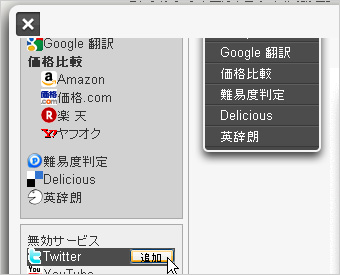 Google 翻訳
価格比較
Amazon
価格.com
楽 天
ヤフオク
難易度判定
Delicious
英辞朗
無効サービス
Twitter
追加
YouTube
Google 翻訳
価格比較
難易度判定
Delicious
英辞朗